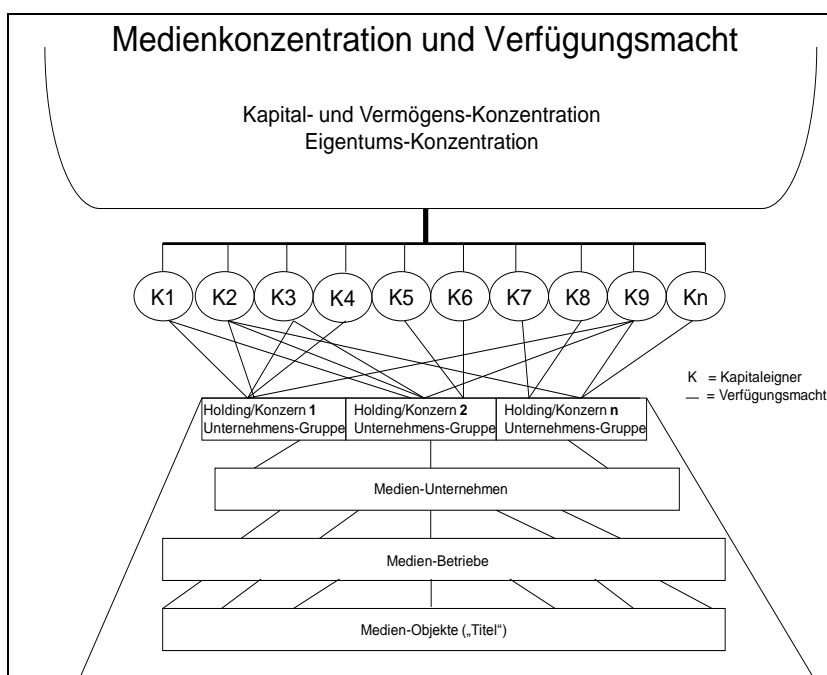 Medienkonzentration und Verfügungsmacht
Kapital- und Vermögens-Konzentration
Eigentums-Konzentration
K1 K2 K3 K4 K5 K6 K7 K8 K9 Kn
K = Kapitaleigner
— = Verfügungsmacht
Holding/Konzern 1
Unternehmens-Gruppe
Holding/Konzern 2
Unternehmens-Gruppe
Holding/Konzern n
Unternehmens-Gruppe
Medien-Unternehmen
Medien-Betriebe
Medien-Objekte („Titel“)